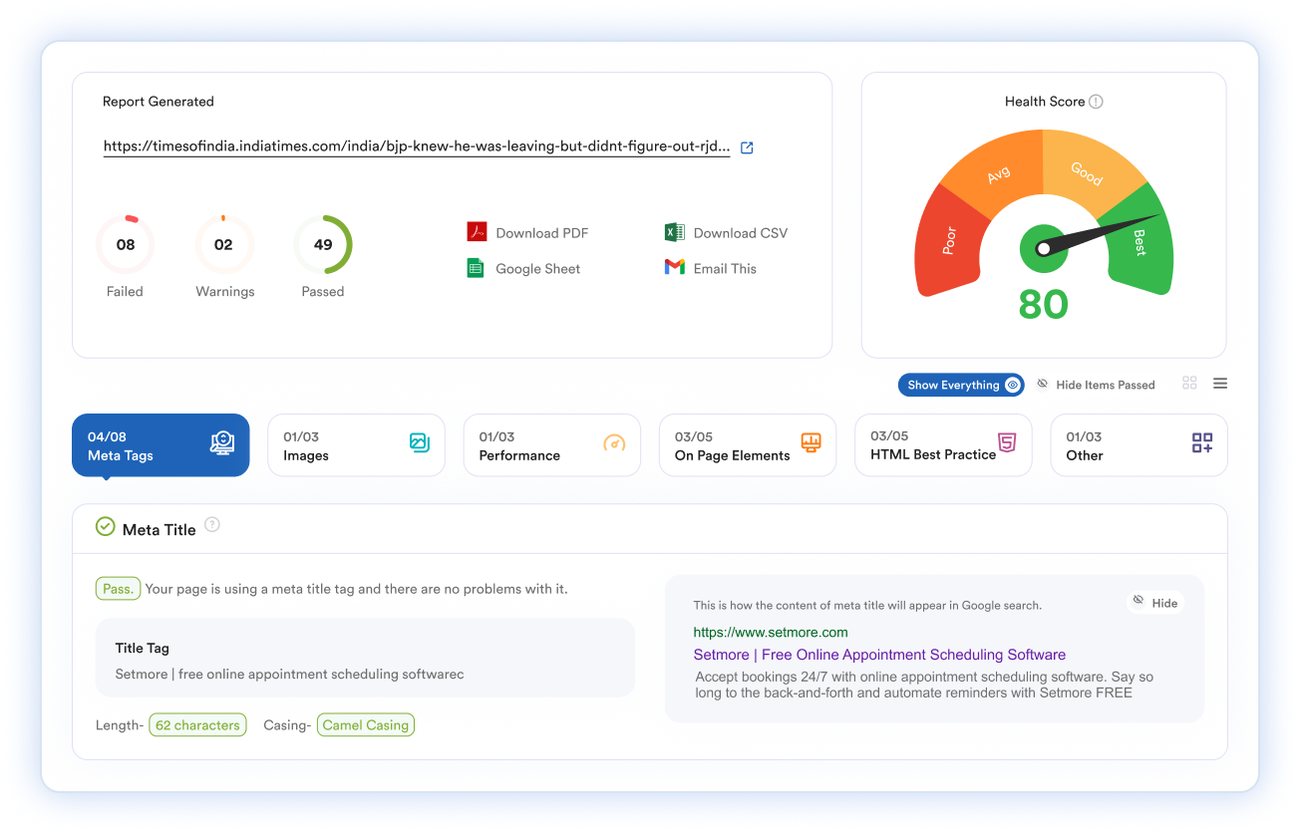 Report Generated
https://timesofindia.indiatimes.com/india/bjp-knew-he-was-leaving-but-didnt-figure-out-rjd...
08
Failed
02
Warnings
49
Passed
Download PDF
Download CSV
Google Sheet
Email This
Health Score
Poor
Avg
Good
Best
80
Show Everything
Hide Items Passed
04/08
Meta Tags
01/03
Images
01/03
Performance
03/05
On Page Elements
03/05
HTML Best Practice
01/03
Other
Meta Title
Pass. Your page is using a meta title tag and there are no problems with it.
Title Tag
Setmore | free online appointment scheduling softwarec
Length- 62 characters Casing- Camel Casing
This is how the content of meta title will appear in Google search.
Hide
https://www.setmore.com
Setmore | Free Online Appointment Scheduling Software
Accept bookings 24/7 with online appointment scheduling software. Say so
long to the back-and-forth and automate reminders with Setmore FREE